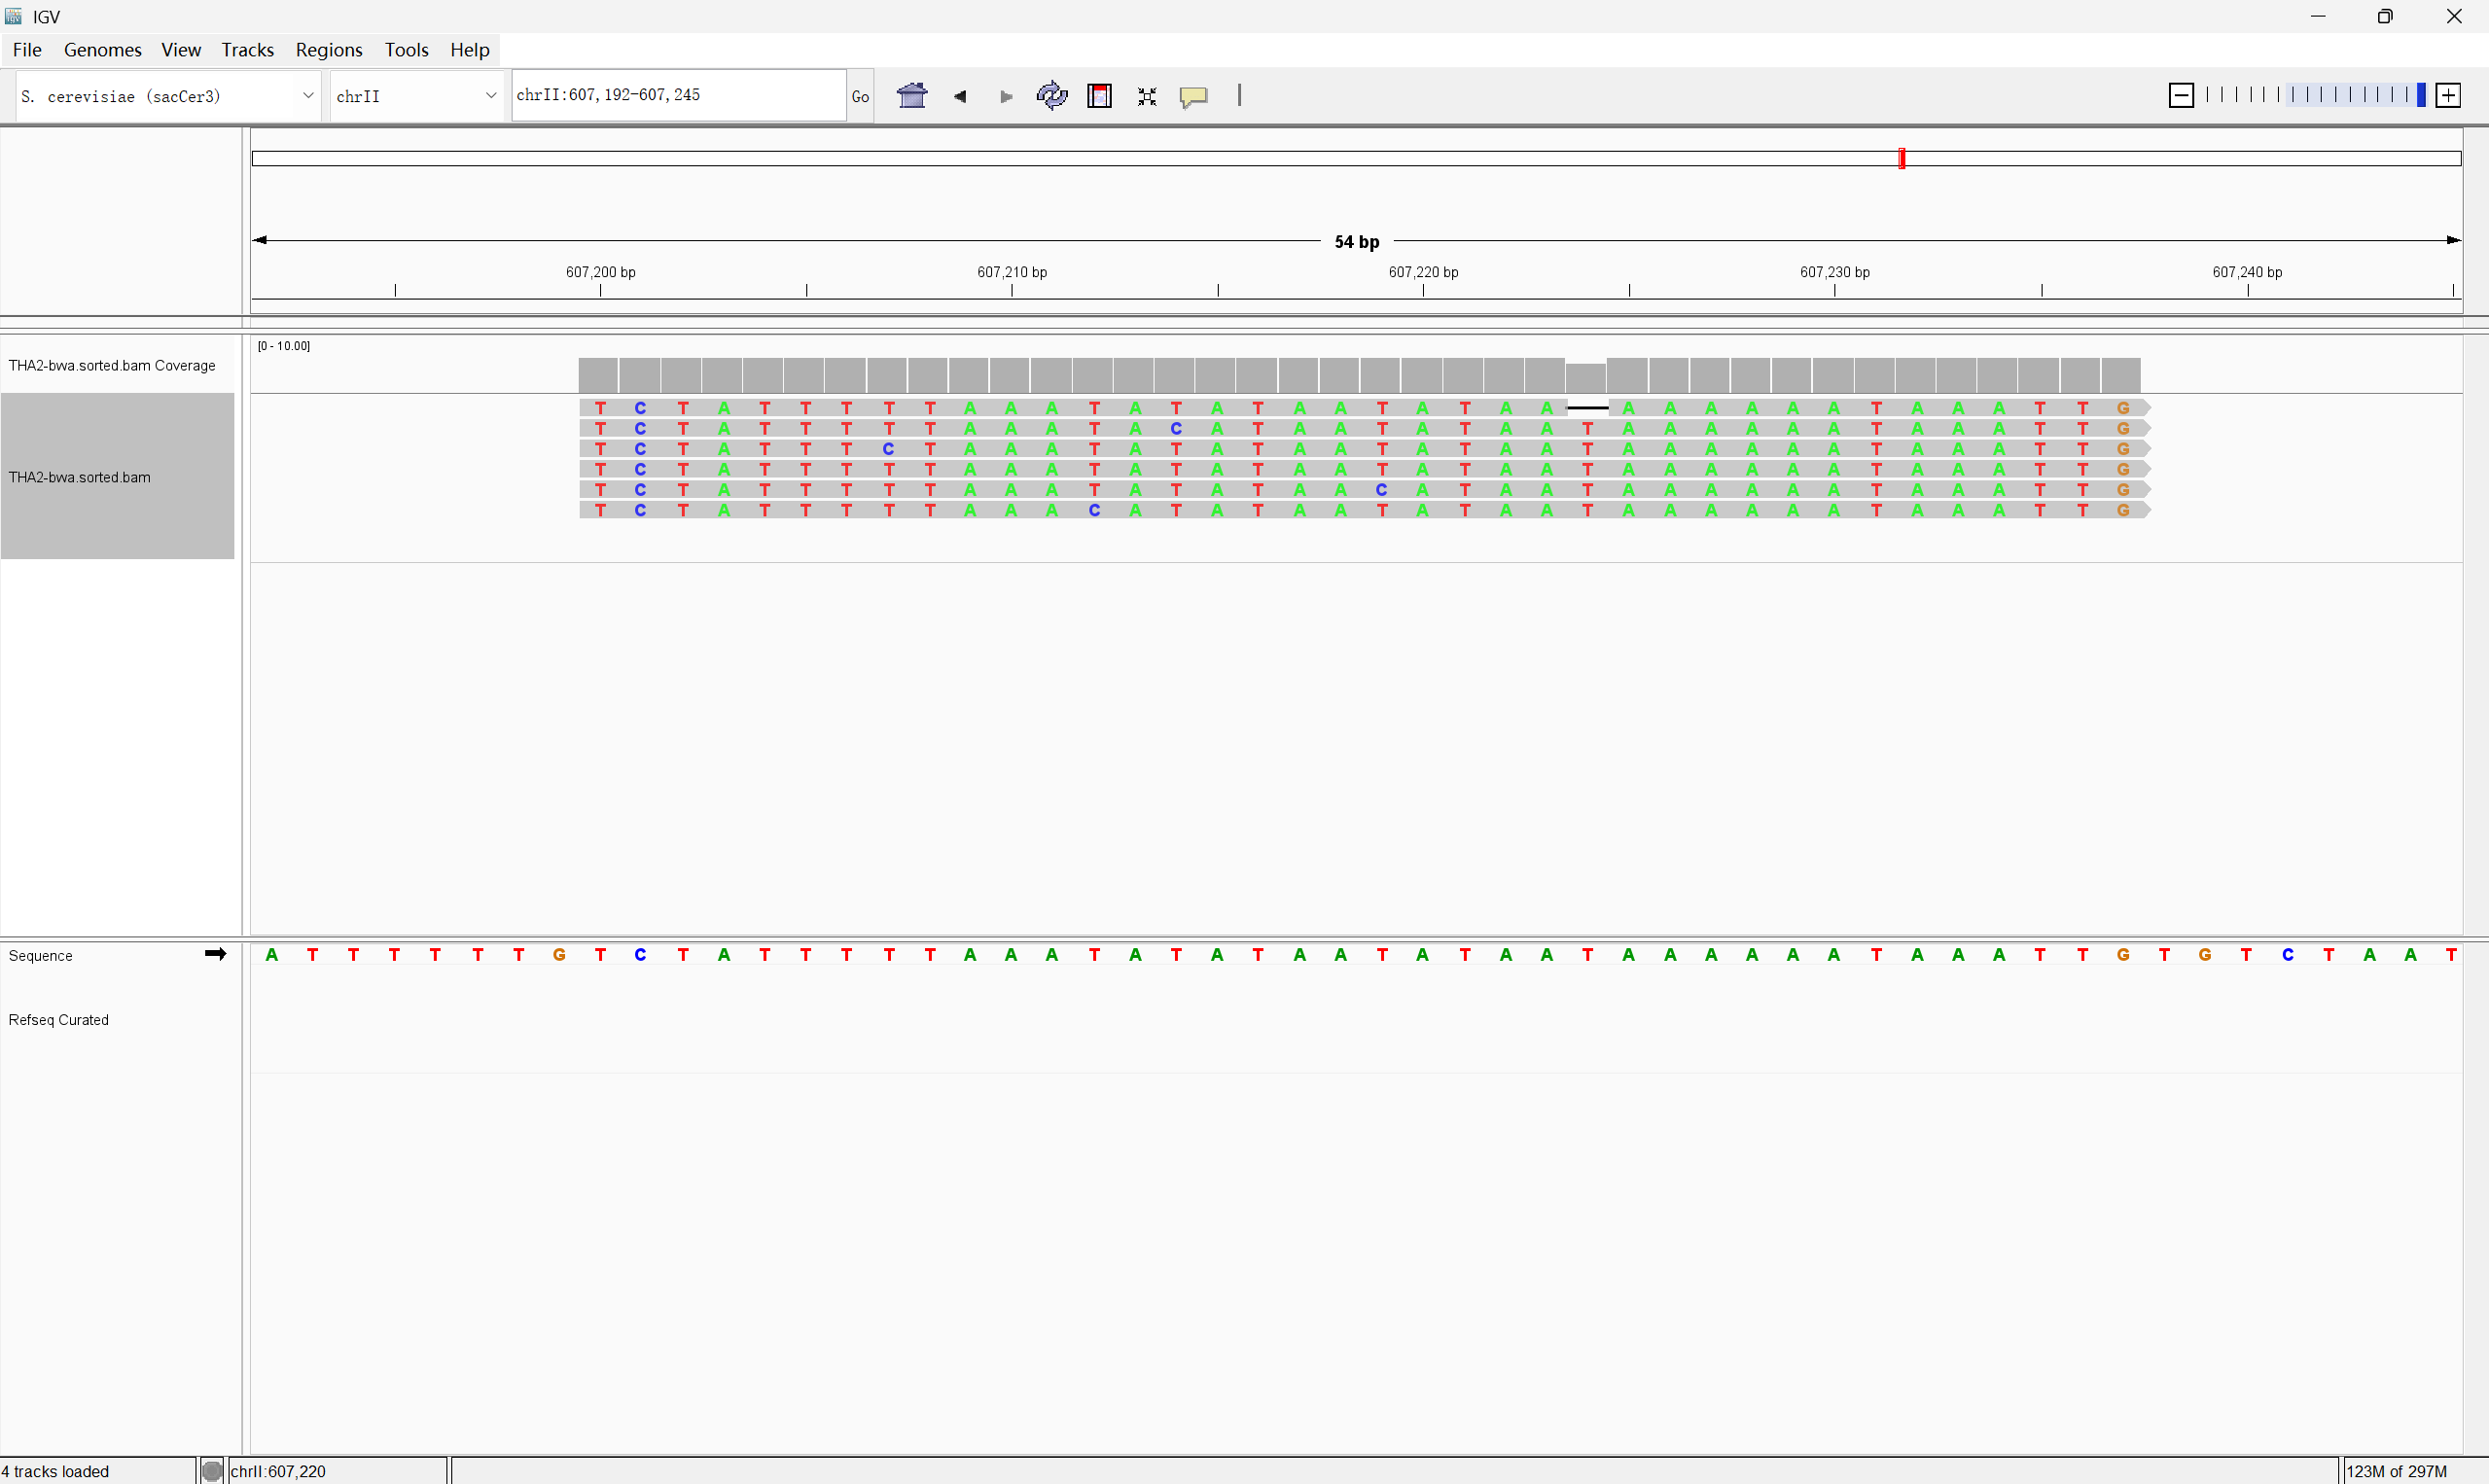 IGV
File Genomes View Tracks Regions Tools Help
S. cerevisiae (sacCer3) chrII chrII:607,192-607,245 Go
54 bp
607,200 bp 607,210 bp 607,220 bp 607,230 bp 607,240 bp
[0 - 10.00]
THA2-bwa.sorted.bam Coverage
T C T A T T T T T A A A T A T A T A A T A T A A A A A A A A T A A A T T G
T C T A T T T T T A A A T A C A T A A T A T A A T A A A A A A T A A A T T G
T C T A T T T C T A A A T A T A T A A T A T A A T A A A A A A T A A A T T G
T C T A T T T T T A A A T A T A T A A T A T A A T A A A A A A T A A A T T G
THA2-bwa.sorted.bam
T C T A T T T T T A A A T A T A T A A C A T A A T A A A A A A T A A A T T G
T C T A T T T T T A A A C A T A T A A T A T A A T A A A A A A T A A A T T G
Sequence A T T T T T T G T C T A T T T T T A A A T A T A T A A T A T A A T A A A A A A T A A A T T G T G T C T A A T
Refseq Curated
4 tracks loaded chrII:607,220 123M of 297M